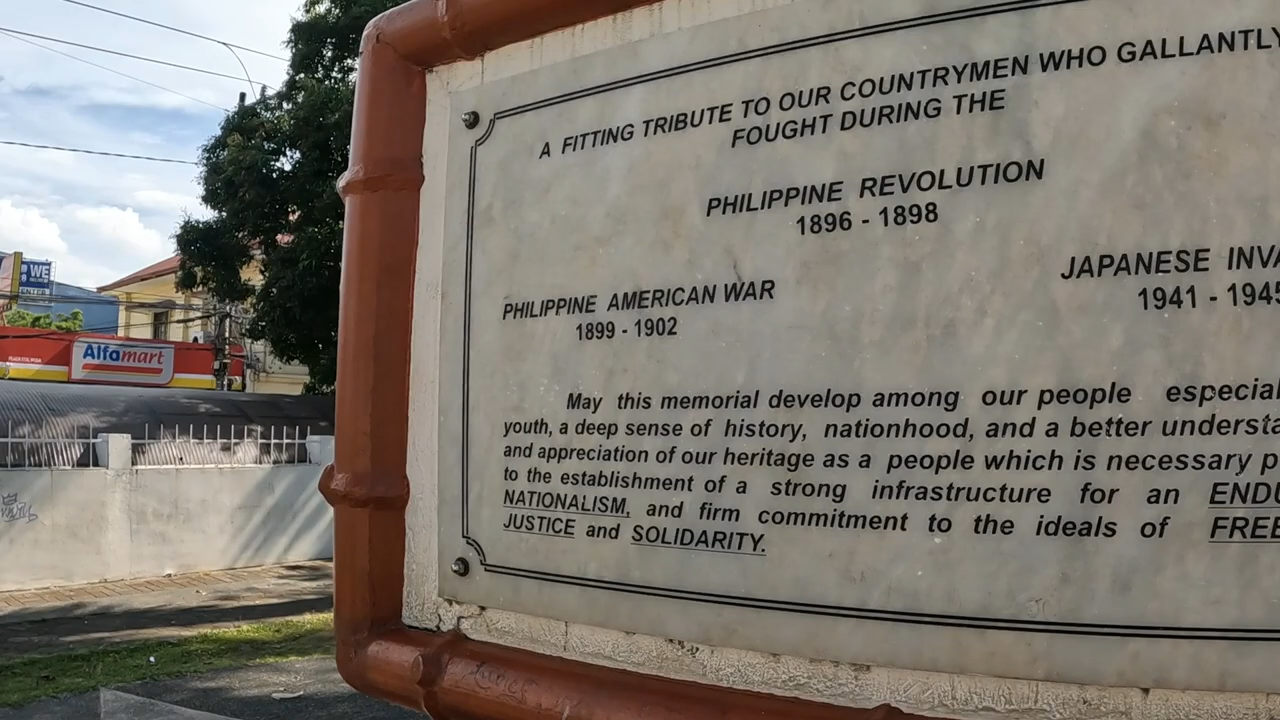 A FITTING TRIBUTE TO OUR COUNTRYMEN WHO GALLANTLY
FOUGHT DURING THE
PHILIPPINE REVOLUTION
1896 - 1898
PHILIPPINE AMERICAN WAR
1899 - 1902
JAPANESE INVA
1941 - 1945
May this memorial develop among our people especial
youth, a deep sense of history, nationhood, and a better understa
and appreciation of our heritage as a people which is necessary p
to the establishment of a strong infrastructure for an ENDU
NATIONALISM, and firm commitment to the ideals of FREE
JUSTICE and SOLIDARITY.
WE
Alfamart